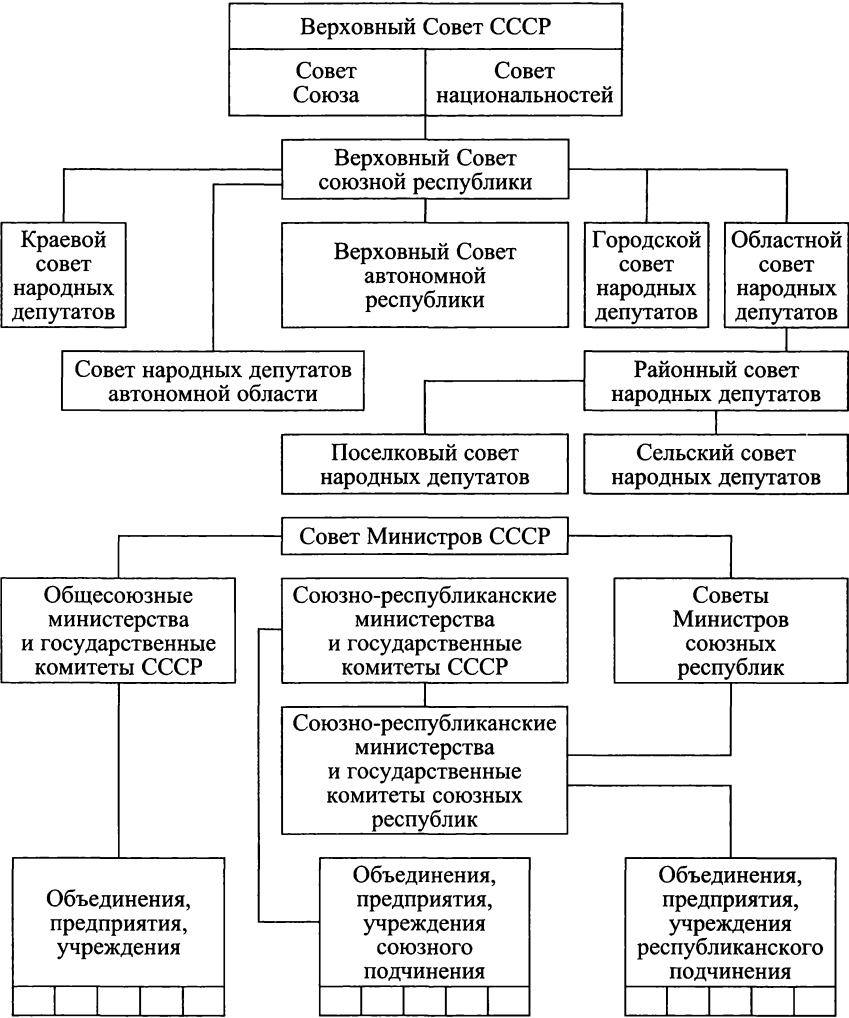 Верховный Совет СССР
Совет
Союза
Совет
национальностей
Верховный Совет
союзной республики
Краевой
совет
народных
депутатов
Верховный Совет
автономной
республики
Городской
совет
народных
депутатов
Областной
совет
народных
депутатов
Совет народных депутатов
автономной области
Районный совет
народных депутатов
Поселковый совет
народных депутатов
Сельский совет
народных депутатов
Совет Министров СССР
Общесоюзные
министерства
и государственные
комитеты СССР
Союзно-республиканские
министерства
и государственные
комитеты СССР
Советы
Министров
союзных
республик
Союзно-республиканские
министерства
и государственные
комитеты союзных
республик
Объединения,
предприятия,
учреждения
Объединения,
предприятия,
учреждения
союзного
подчинения
Объединения,
предприятия,
учреждения
республиканского
подчинения